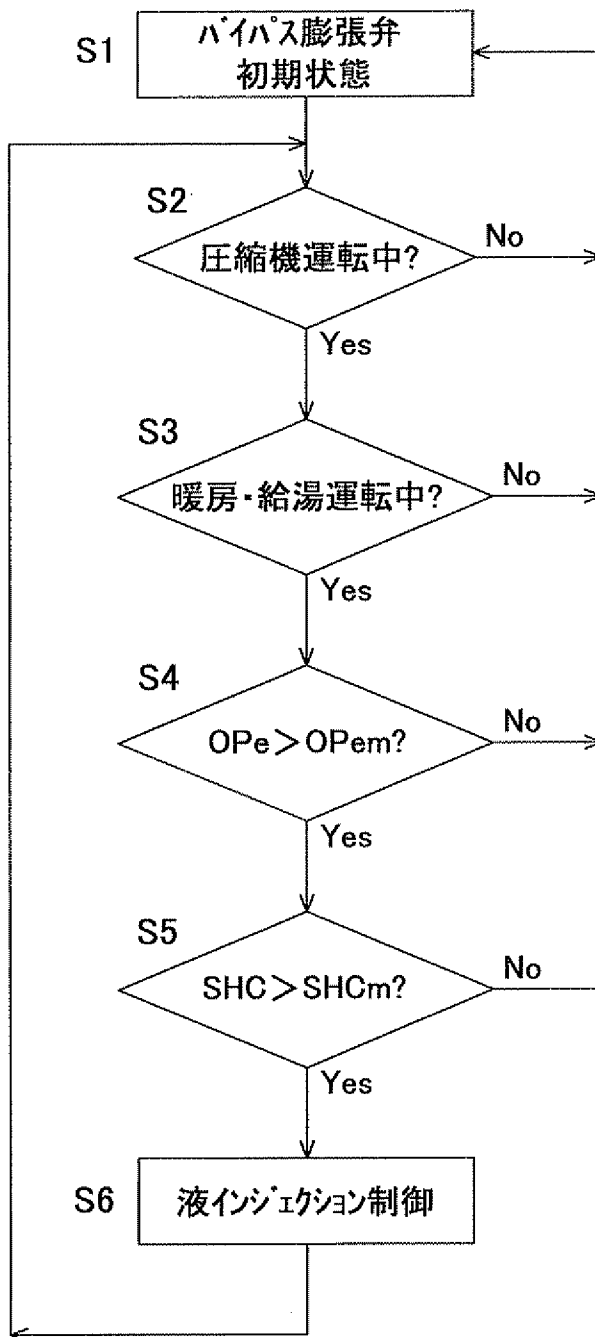 S1
バイパス膨張弁
初期状態
S2
圧縮機運転中?
No
Yes
S3
暖房・給湯運転中?
No
Yes
S4
OPe＞OPem?
No
Yes
S5
SHC＞SHCm?
No
Yes
S6
液インジェクション制御